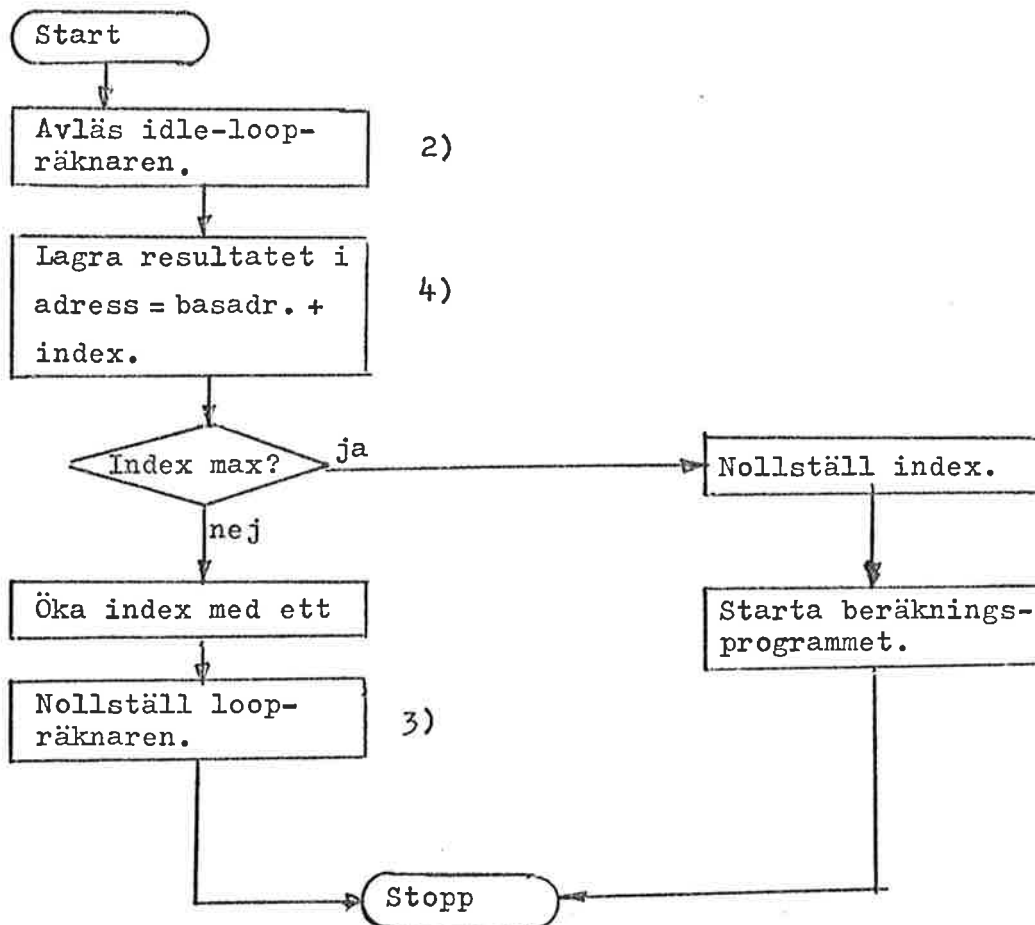 Start
Avläs idle-loop-
räknaren.
2)
Lagra resultatet i
adress = basadr. +
index.
4)
Index max?
ja
Nollställ index.
nej
Öka index med ett
Starta beräknings-
programmet.
Nollställ loop-
räknaren.
3)
Stopp